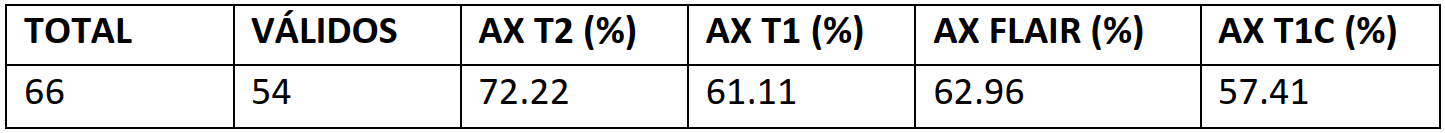 TOTAL VÁLIDOS AX T2 (%) AX T1 (%) AX FLAIR (%) AX T1C (%)
66 54 72.22 61.11 62.96 57.41